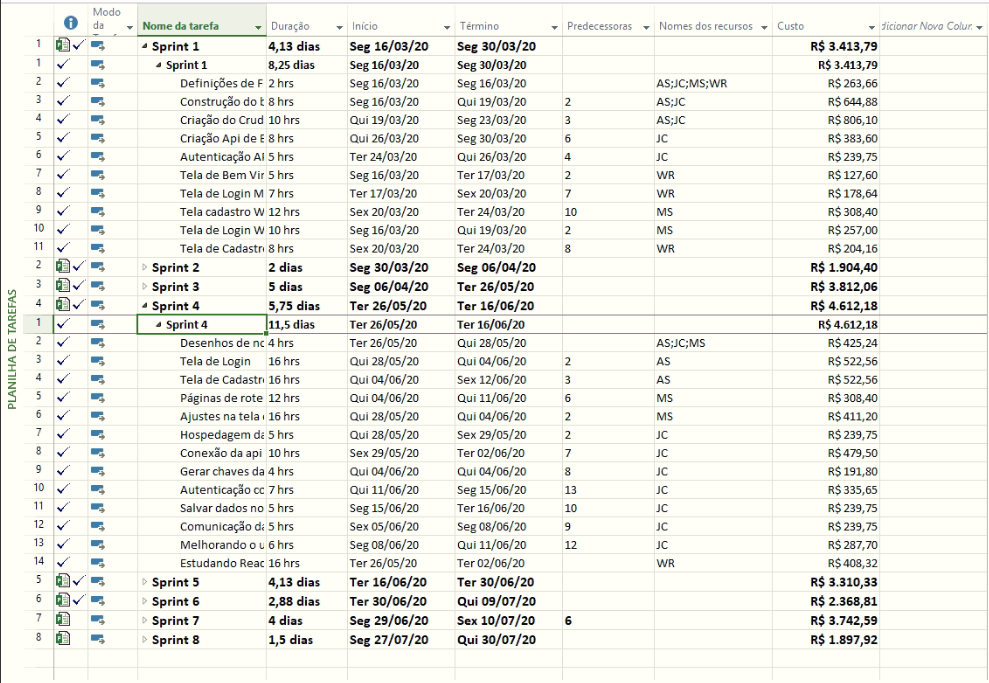 Modo da
Nome da tarefa Duração Início Término Predecessoras Nomes dos recursos Custo dicionar Nova Colur
PLANILHA DE TAREFAS
1 Sprint 1 4,13 dias Seg 16/03/20 Seg 30/03/20 R$ 3.413,79
1 Sprint 1 8,25 dias Seg 16/03/20 Seg 30/03/20 R$ 3.413,79
2 Definições de F 2 hrs Seg 16/03/20 Seg 16/03/20 AS;JC;MS;WR R$ 263,66
3 Construção do b 8 hrs Seg 16/03/20 Qui 19/03/20 2 AS;JC R$ 644,88
4 Criação do Crud 10 hrs Qui 19/03/20 Seg 23/03/20 3 AS;JC R$ 806,10
5 Criação Api de E 8 hrs Qui 26/03/20 Seg 30/03/20 6 JC R$ 383,60
6 Autenticação AI 5 hrs Ter 24/03/20 Qui 26/03/20 4 JC R$ 239,75
7 Tela de Bem Vir 5 hrs Seg 16/03/20 Ter 17/03/20 2 WR R$ 127,60
8 Tela de Login M 7 hrs Ter 17/03/20 Sex 20/03/20 7 WR R$ 178,64
9 Tela cadastro W 12 hrs Sex 20/03/20 Ter 24/03/20 10 MS R$ 308,40
10 Tela de Login W 10 hrs Seg 16/03/20 Qui 19/03/20 2 MS R$ 257,00
11 Tela de Cadastr 8 hrs Sex 20/03/20 Ter 24/03/20 8 WR R$ 204,16
2 Sprint 2 2 dias Seg 30/03/20 Seg 06/04/20 R$ 1.904,40
3 Sprint 3 5 dias Seg 06/04/20 Ter 26/05/20 R$ 3.812,06
4 Sprint 4 5,75 dias Ter 26/05/20 Ter 16/06/20 R$ 4.612,18
1 Sprint 4 11,5 dias Ter 26/05/20 Ter 16/06/20 R$ 4.612,18
2 Desenhos de no 4 hrs Ter 26/05/20 Qui 28/05/20 AS;JC;MS R$ 425,24
3 Tela de Login 16 hrs Qui 28/05/20 Qui 04/06/20 2 AS R$ 522,56
4 Tela de Cadastr 16 hrs Qui 04/06/20 Sex 12/06/20 3 AS R$ 522,56
5 Páginas de rote 12 hrs Qui 04/06/20 Qui 11/06/20 6 MS R$ 308,40
6 Ajustes na tela 16 hrs Qui 28/05/20 Qui 04/06/20 2 MS R$ 411,20
7 Hospedagem da 5 hrs Qui 28/05/20 Sex 29/05/20 2 JC R$ 239,75
8 Conexão da api 10 hrs Sex 29/05/20 Ter 02/06/20 7 JC R$ 479,50
9 Gerar chaves da 4 hrs Qui 04/06/20 Qui 04/06/20 8 JC R$ 191,80
10 Autenticação cc 7 hrs Qui 11/06/20 Seg 15/06/20 13 JC R$ 335,65
11 Salvar dados no 5 hrs Seg 15/06/20 Ter 16/06/20 10 JC R$ 239,75
12 Comunicação da 5 hrs Sex 05/06/20 Seg 08/06/20 9 JC R$ 239,75
13 Melhorando o u 6 hrs Seg 08/06/20 Qui 11/06/20 12 JC R$ 287,70
14 Estudando Reac 16 hrs Ter 26/05/20 Ter 02/06/20 WR R$ 408,32
5 Sprint 5 4,13 dias Ter 16/06/20 Ter 30/06/20 R$ 3.310,33
6 Sprint 6 2,88 dias Ter 30/06/20 Qui 09/07/20 R$ 2.368,81
7 Sprint 7 4 dias Seg 29/06/20 Sex 10/07/20 6 R$ 3.742,59
8 Sprint 8 1,5 dias Seg 27/07/20 Qui 30/07/20 R$ 1.897,92